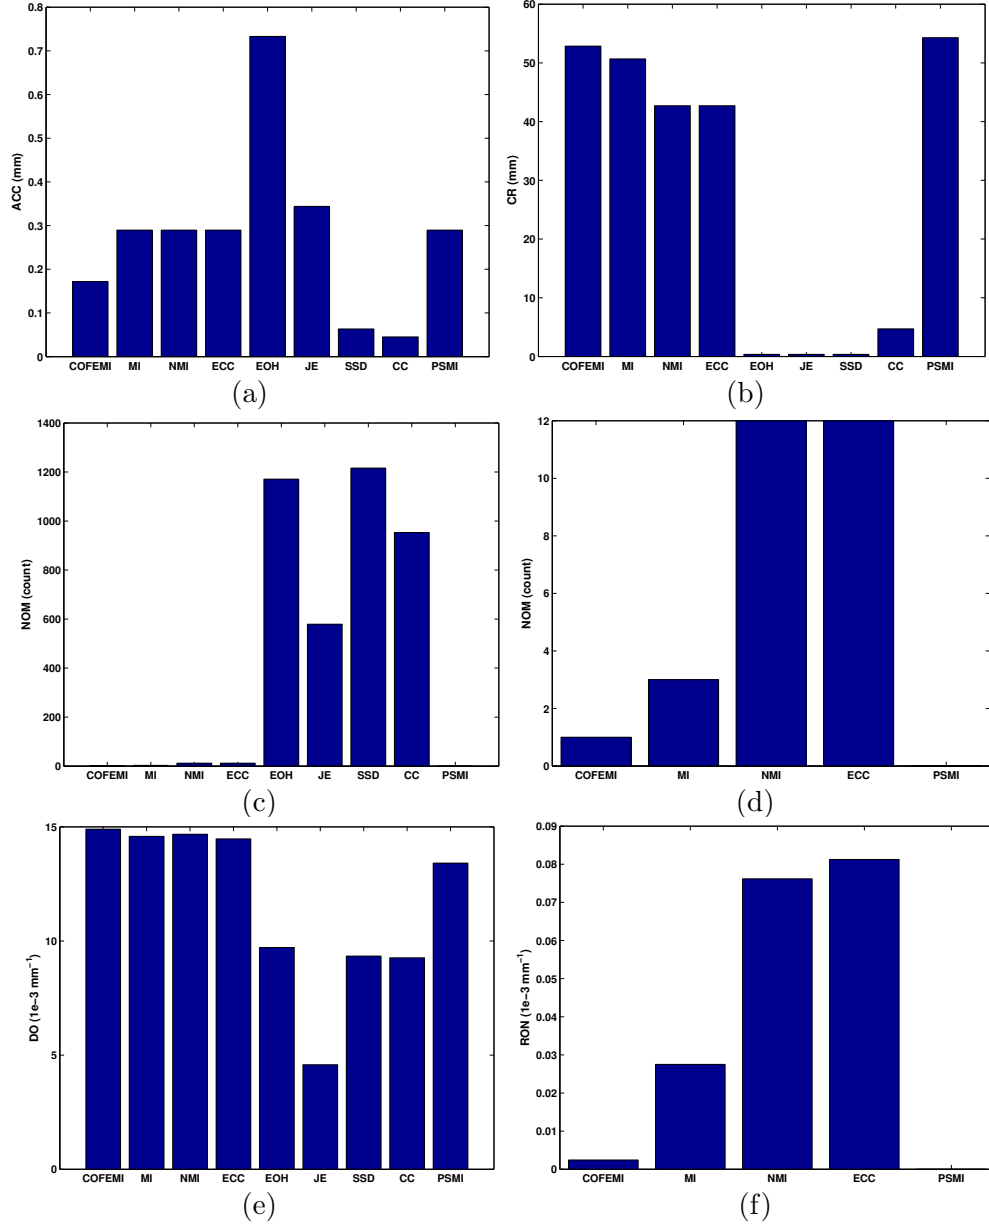 0.8
0.7
0.6
0.5
0.4
0.3
0.2
0.1
0
ACC (mm)
COFEMI MI NMI ECC EOH JE SSD CC PSMI
(a)
60
50
40
30
20
10
0
CR (mm)
COFEMI MI NMI ECC EOH JE SSD CC PSMI
(b)
1400
1200
1000
800
600
400
200
0
NOM (count)
COFEMI MI NMI ECC EOH JE SSD CC PSMI
(c)
12
10
8
6
4
2
0
NOM (count)
COFEMI MI NMI ECC PSMI
(d)
15
10
5
0
DO (1e−3 mm⁻¹)
COFEMI MI NMI ECC EOH JE SSD CC PSMI
(e)
0.09
0.08
0.07
0.06
0.05
0.04
0.03
0.02
0.01
0
RON (1e−3 mm⁻¹)
COFEMI MI NMI ECC PSMI
(f)